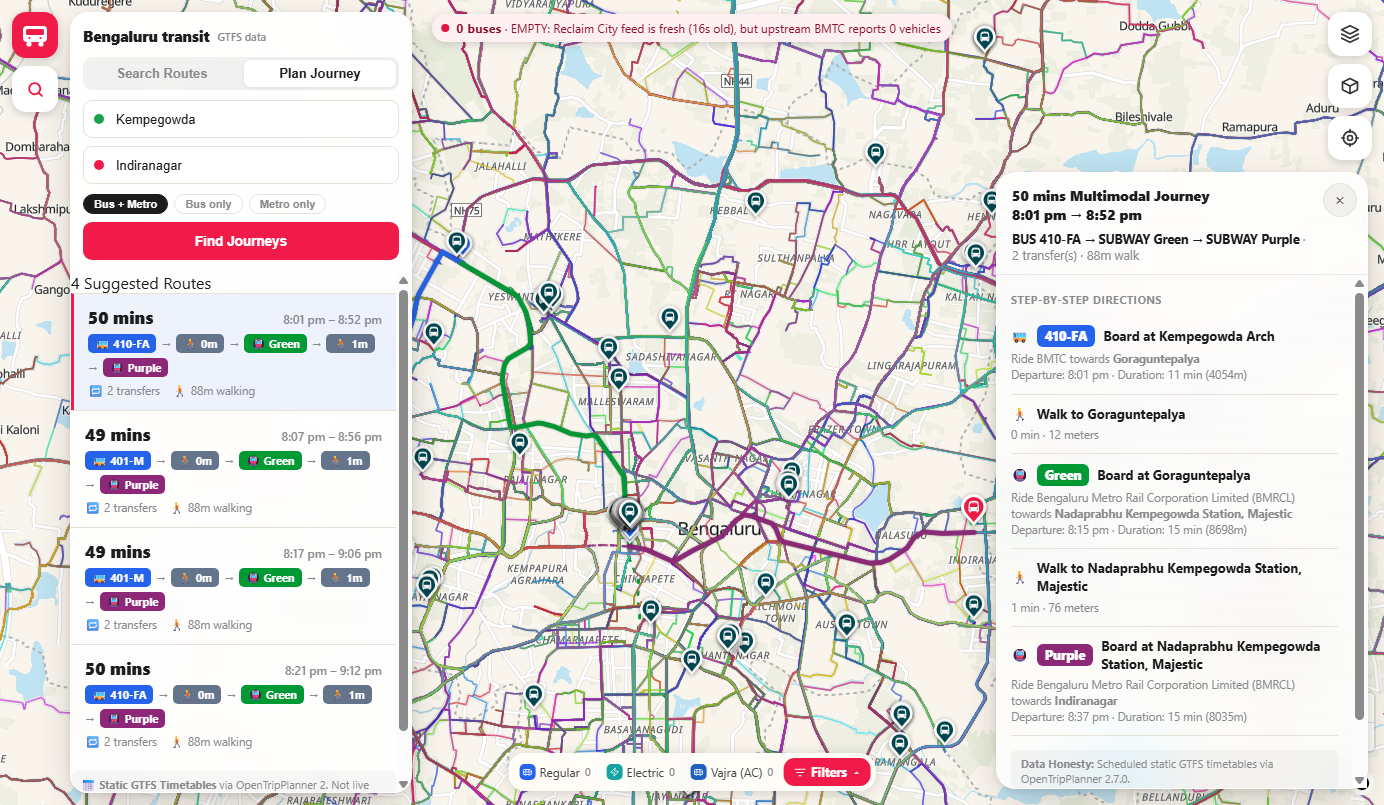 Bengaluru transit GTFS data
Search Routes
Plan Journey
Kempegowda
Indiranagar
Bus + Metro
Bus only
Metro only
Find Journeys
4 Suggested Routes
50 mins
8:01 pm – 8:52 pm
410-FA → 0m → Green → 1m
→ Purple
2 transfers 88m walking
49 mins
8:07 pm – 8:56 pm
401-M → 0m → Green → 1m
→ Purple
2 transfers 88m walking
49 mins
8:17 pm – 9:06 pm
401-M → 0m → Green → 1m
→ Purple
2 transfers 88m walking
50 mins
8:21 pm – 9:12 pm
410-FA → 0m → Green → 1m
→ Purple
2 transfers 88m walking
Static GTFS Timetables via OpenTripPlanner 2. Not live
0 buses · EMPTY: Reclaim City feed is fresh (16s old), but upstream BMTC reports 0 vehicles
NH44
JALAHALLI
NH75
MATHIKERE
HEBBAL
NAGAVARA
HBR LAYOUT
SULTHANPALYA
RT NAGAR
SADASHIVANAGAR
LINGARAJAPURAM
MALLESWARAM
FRAZER TOWN
VASANTH NAGAR
RAJAJI NAGAR
Bengaluru
KEMPAPURA
AGRAHARA
CHIKPETE
RICHMOND
TOWN
AUSTIN TOWN
CHAMARAJAPETE
BASAVANAGUDI
Dodda Gubbi
Bileshivale
Aduru
Ramapura
Regular 0
Electric 0
Vajra (AC) 0
Filters
50 mins Multimodal Journey
8:01 pm → 8:52 pm
BUS 410-FA → SUBWAY Green → SUBWAY Purple ·
2 transfer(s) · 88m walk
STEP-BY-STEP DIRECTIONS
410-FA Board at Kempegowda Arch
Ride BMTC towards Goraguntepalya
Departure: 8:01 pm · Duration: 11 min (4054m)
Walk to Goraguntepalya
0 min · 12 meters
Green Board at Goraguntepalya
Ride Bengaluru Metro Rail Corporation Limited (BMRCL)
towards Nadaprabhu Kempegowda Station, Majestic
Departure: 8:15 pm · Duration: 15 min (8698m)
Walk to Nadaprabhu Kempegowda Station,
Majestic
1 min · 76 meters
Purple Board at Nadaprabhu Kempegowda
Station, Majestic
Ride Bengaluru Metro Rail Corporation Limited (BMRCL)
towards Indiranagar
Departure: 8:37 pm · Duration: 15 min (8035m)
Data Honesty: Scheduled static GTFS timetables via
OpenTripPlanner 2.7.0.